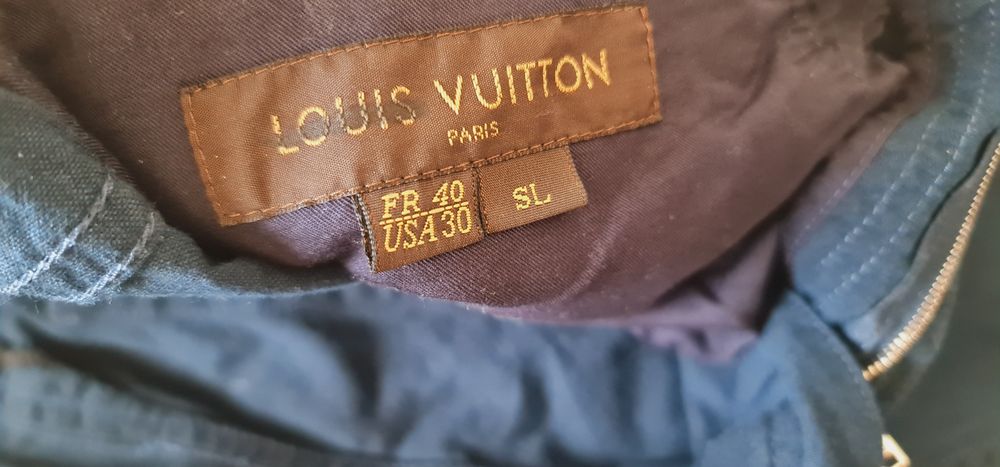 LOUIS VUITTON
PARIS
FR 40
USA 30
SL